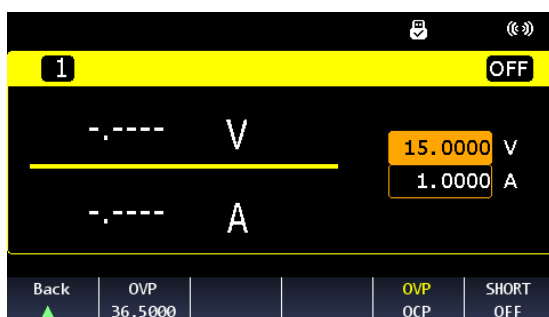 1 OFF
-.---- V
15.0000 V
1.0000 A
-.---- A
Back OVP OVP SHORT
36.5000 OCP OFF